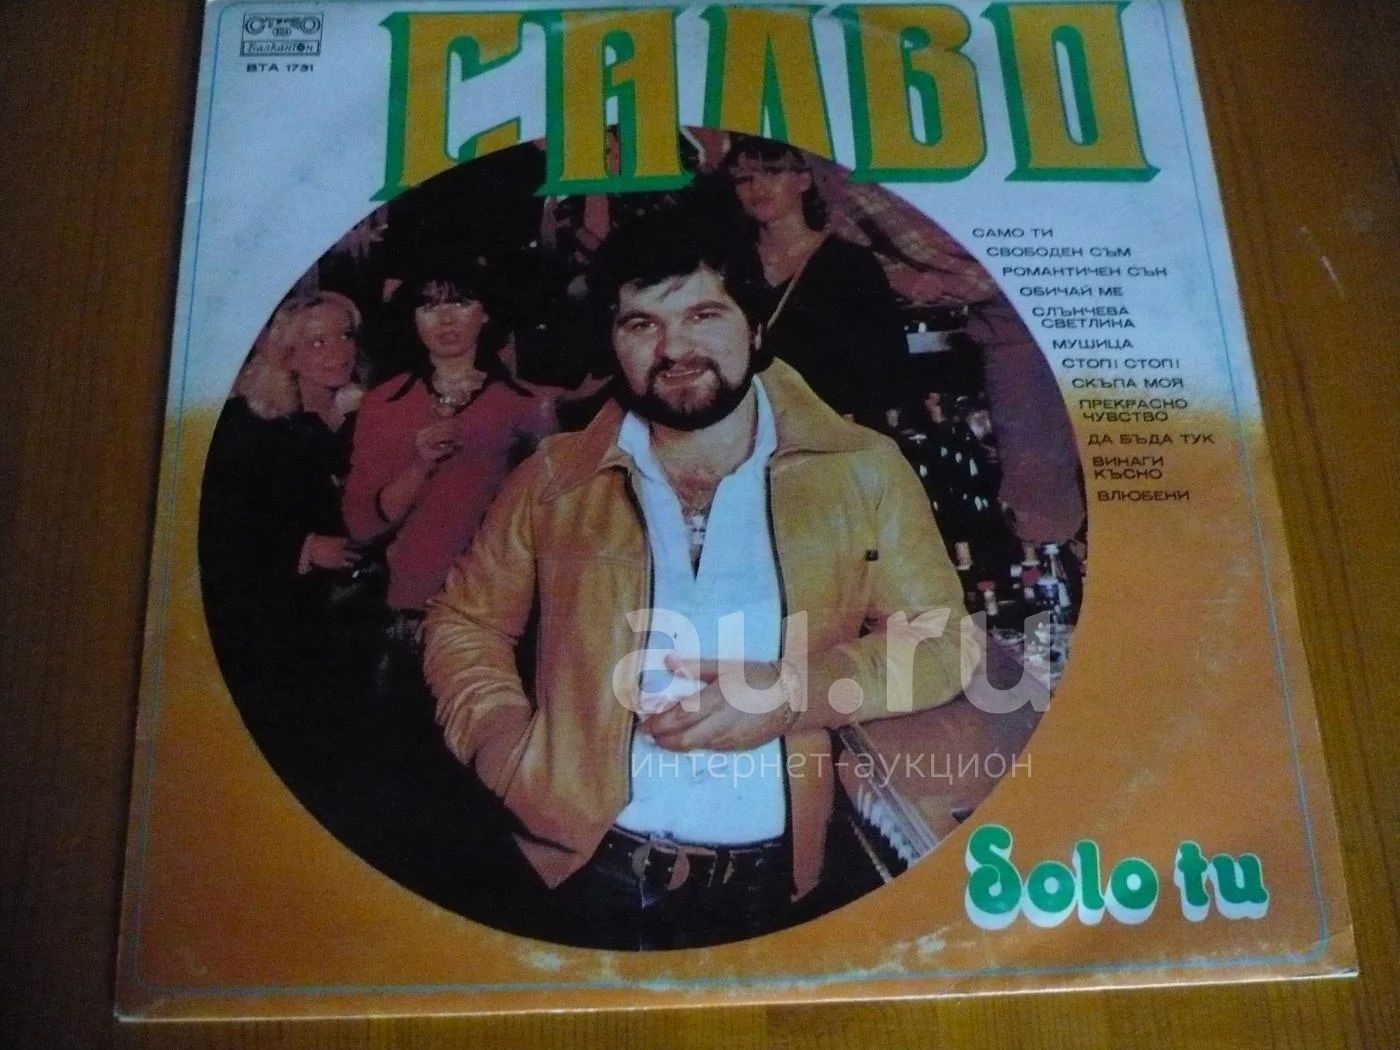 СТЕРЕО
Балкантон
ВТА 1731
САЛВО
САМО ТИ
СВОБОДЕН СЪМ
РОМАНТИЧЕН СЪН
ОБИЧАЙ МЕ
СЛЪНЧЕВА
СВЕТЛИНА
МУШИЦА
СТОП! СТОП!
СКЪПА МОЯ
ПРЕКРАСНО
ЧУВСТВО
ДА БЪДА ТУК
ВИНАГИ
КЪСНО
ВЛЮБЕНИ
au.ru
интернет-аукцион
Solo tu